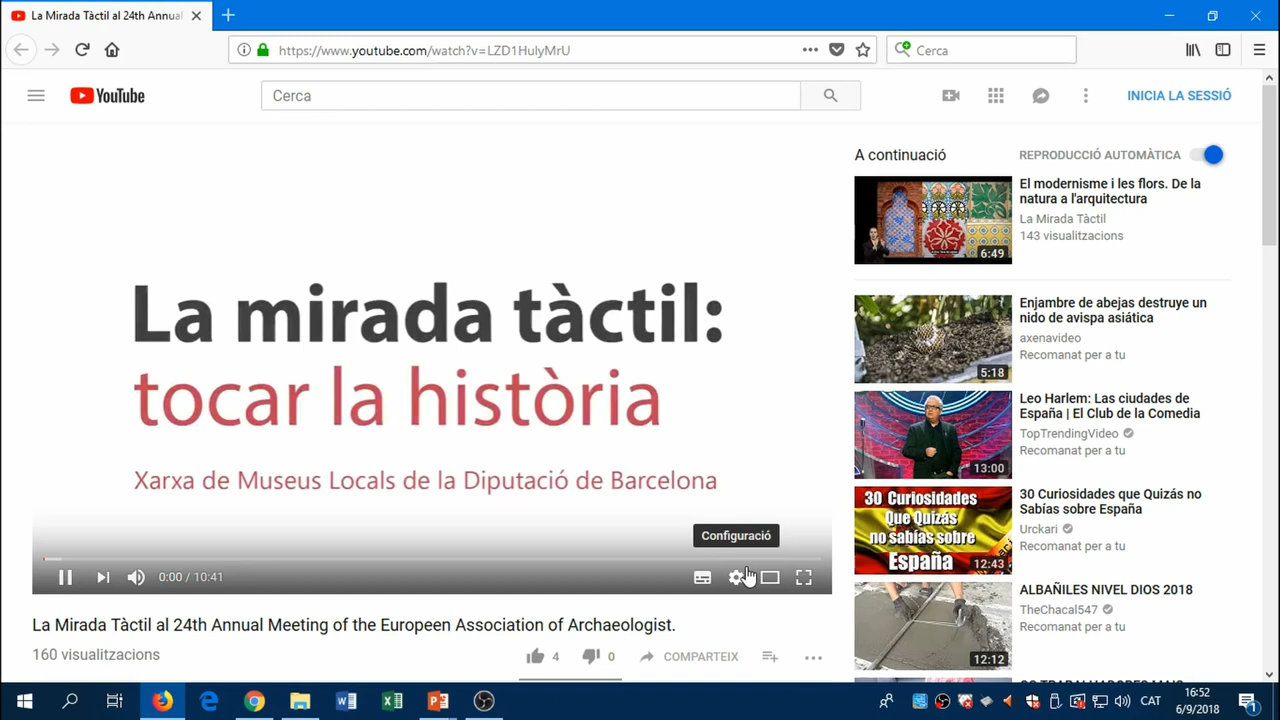 La Mirada Tàctil al 24th Annual
https://www.youtube.com/watch?v=LZD1HulyMrU
Cerca
YouTube
Cerca
INICIA LA SESSIÓ
La mirada tàctil:
tocar la història
Xarxa de Museus Locals de la Diputació de Barcelona
Configuració
0:00 / 10:41
La Mirada Tàctil al 24th Annual Meeting of the Europeen Association of Archaeologist.
160 visualitzacions
4
0
COMPARTEIX
A continuació
REPRODUCCIÓ AUTOMÀTICA
6:49
El modernisme i les flors. De la
natura a l'arquitectura
La Mirada Tàctil
143 visualitzacions
5:18
Enjambre de abejas destruye un
nido de avispa asiática
axenavideo
Recomanat per a tu
13:00
Leo Harlem: Las ciudades de
España | El Club de la Comedia
TopTrendingVideo
Recomanat per a tu
30 Curiosidades
Que Quizás
no sabías sobre
España
12:43
30 Curiosidades que Quizás no
Sabías sobre España
Urckari
Recomanat per a tu
12:12
ALBAÑILES NIVEL DIOS 2018
TheChacal547
Recomanat per a tu
CAT
16:52
6/9/2018
1